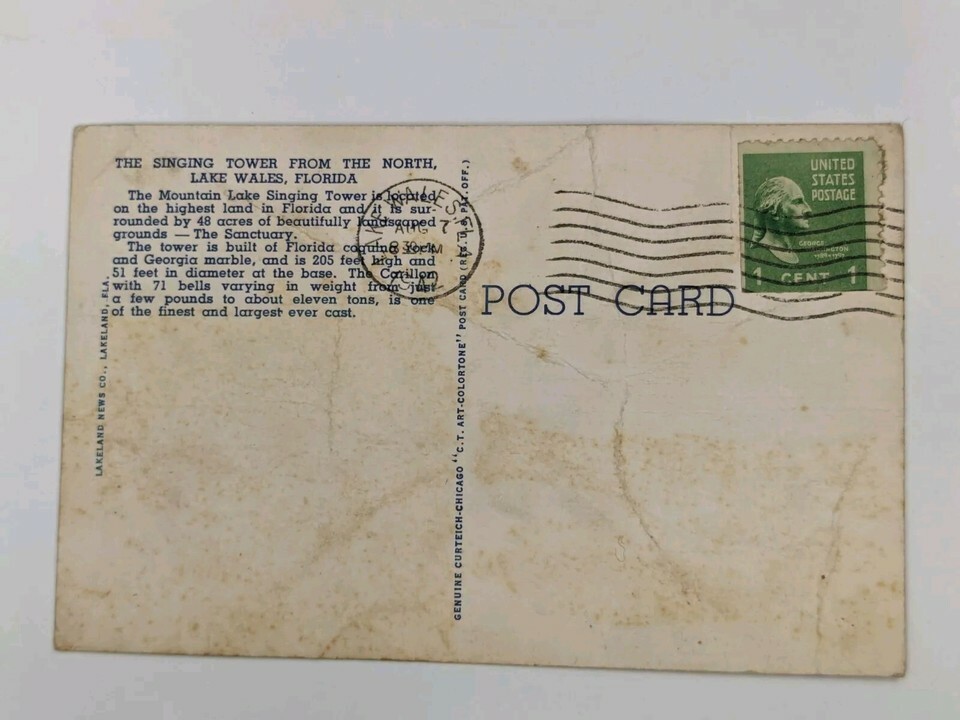 THE SINGING TOWER FROM THE NORTH,
LAKE WALES, FLORIDA
The Mountain Lake Singing Tower is located
on the highest land in Florida and it is sur-
rounded by 48 acres of beautifully landscaped
grounds — The Sanctuary.
The tower is built of Florida coquina rock
and Georgia marble, and is 205 feet high and
51 feet in diameter at the base. The Carillon
with 71 bells varying in weight from just
a few pounds to about eleven tons, is one
of the finest and largest ever cast.
LAKELAND NEWS CO., LAKELAND, FLA.
GENUINE CURTEICH-CHICAGO "C.T. ART-COLORTONE" POST CARD (REG. U.S. PAT. OFF.)
LAKE WALES
AUG 7
POST CARD
UNITED
STATES
POSTAGE
GEORGE
WASHINGTON
1 CENT 1